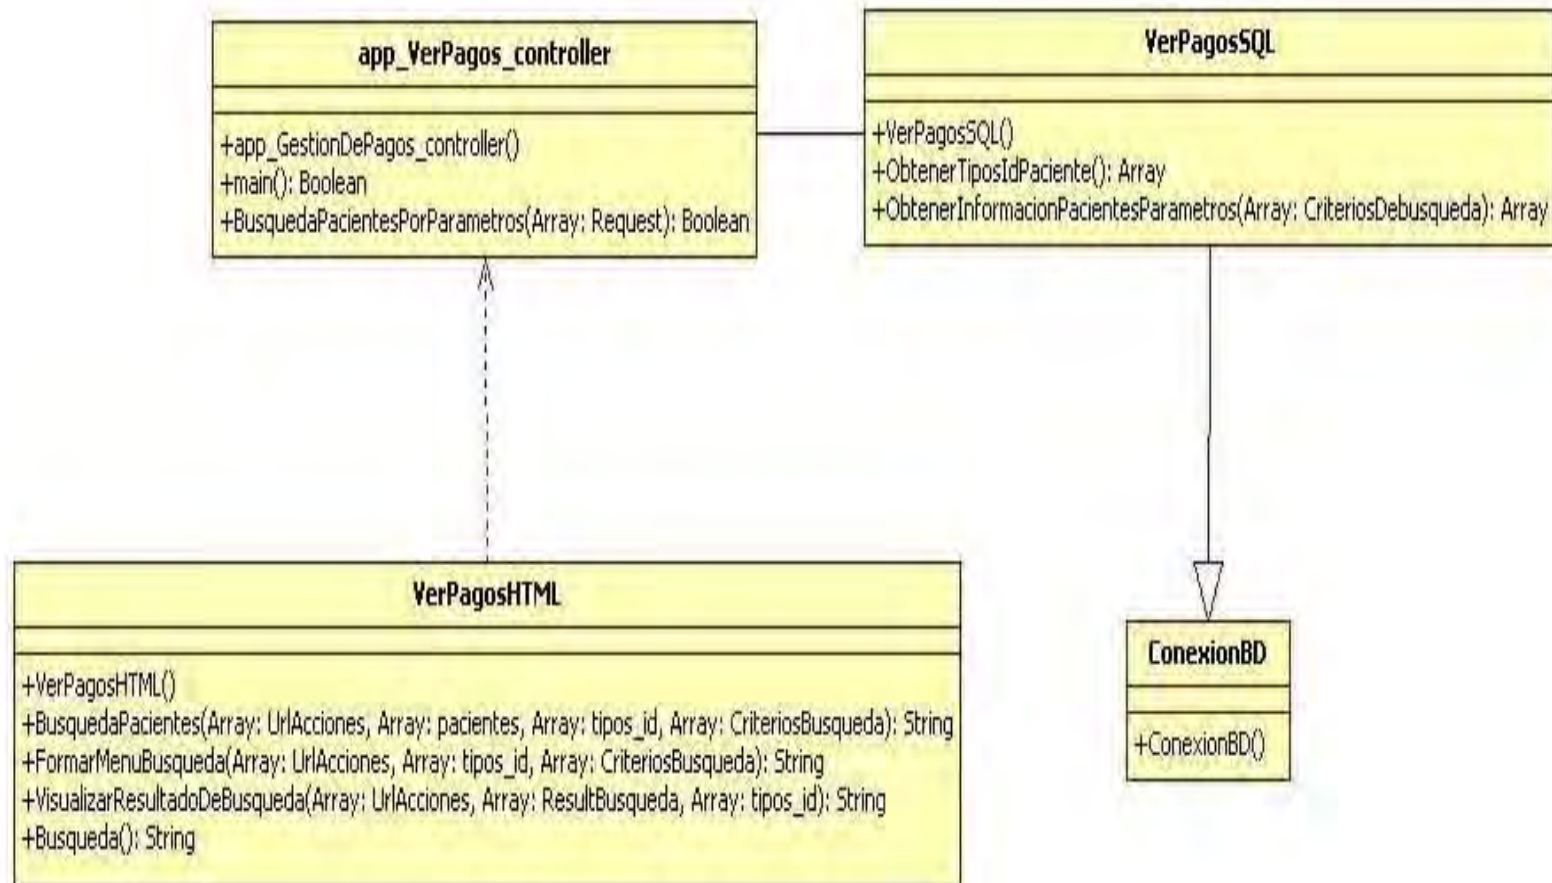 app_VerPagos_controller
+app_GestionDePagos_controller()
+main(): Boolean
+BusquedaPacientesPorParametros(Array: Request): Boolean
VerPagosSQL
+VerPagosSQL()
+ObtenerTiposIdPaciente(): Array
+ObtenerInformacionPacientesParametros(Array: CriteriosDebusqueda): Array
VerPagosHTML
+VerPagosHTML()
+BusquedaPacientes(Array: UrlAcciones, Array: pacientes, Array: tipos_id, Array: CriteriosBusqueda): String
+FormarMenuBusqueda(Array: UrlAcciones, Array: tipos_id, Array: CriteriosBusqueda): String
+VisualizarResultadoDeBusqueda(Array: UrlAcciones, Array: ResultBusqueda, Array: tipos_id): String
+Busqueda(): String
ConexionBD
+ConexionBD()